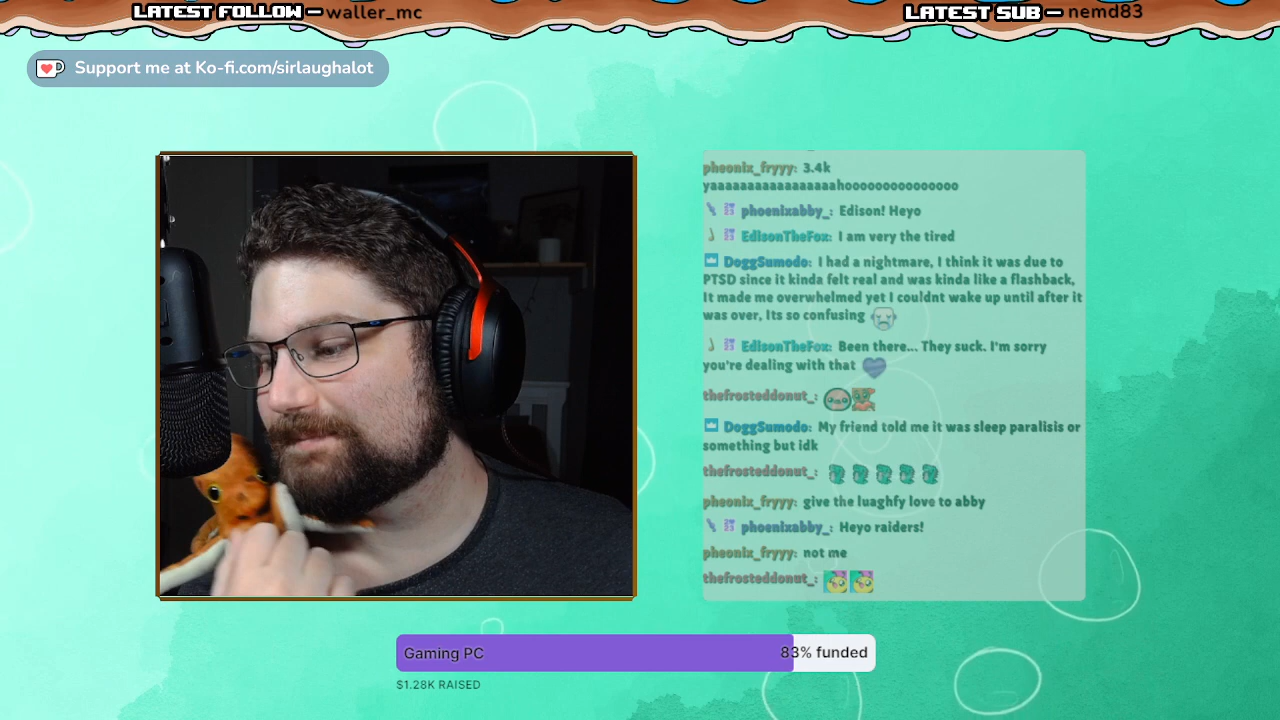 LATEST FOLLOW — waller_mc
LATEST SUB — nemd83
Support me at Ko-fi.com/sirlaughalot
pheonix_fryyy: 3.4k
yaaaaaaaaaaaaaaaaahooooooooooooooo
phoenixabby_: Edison! Heyo
EdisonTheFox: I am very the tired
DoggSumodo: I had a nightmare, I think it was due to
PTSD since it kinda felt real and was kinda like a flashback,
It made me overwhelmed yet I couldnt wake up until after it
was over, Its so confusing
EdisonTheFox: Been there... They suck. I'm sorry
you're dealing with that
thefrosteddonut_:
DoggSumodo: My friend told me it was sleep paralisis or
something but idk
thefrosteddonut_:
pheonix_fryyy: give the luaghfy love to abby
phoenixabby_: Heyo raiders!
pheonix_fryyy: not me
thefrosteddonut_:
Gaming PC
83% funded
$1.28K RAISED